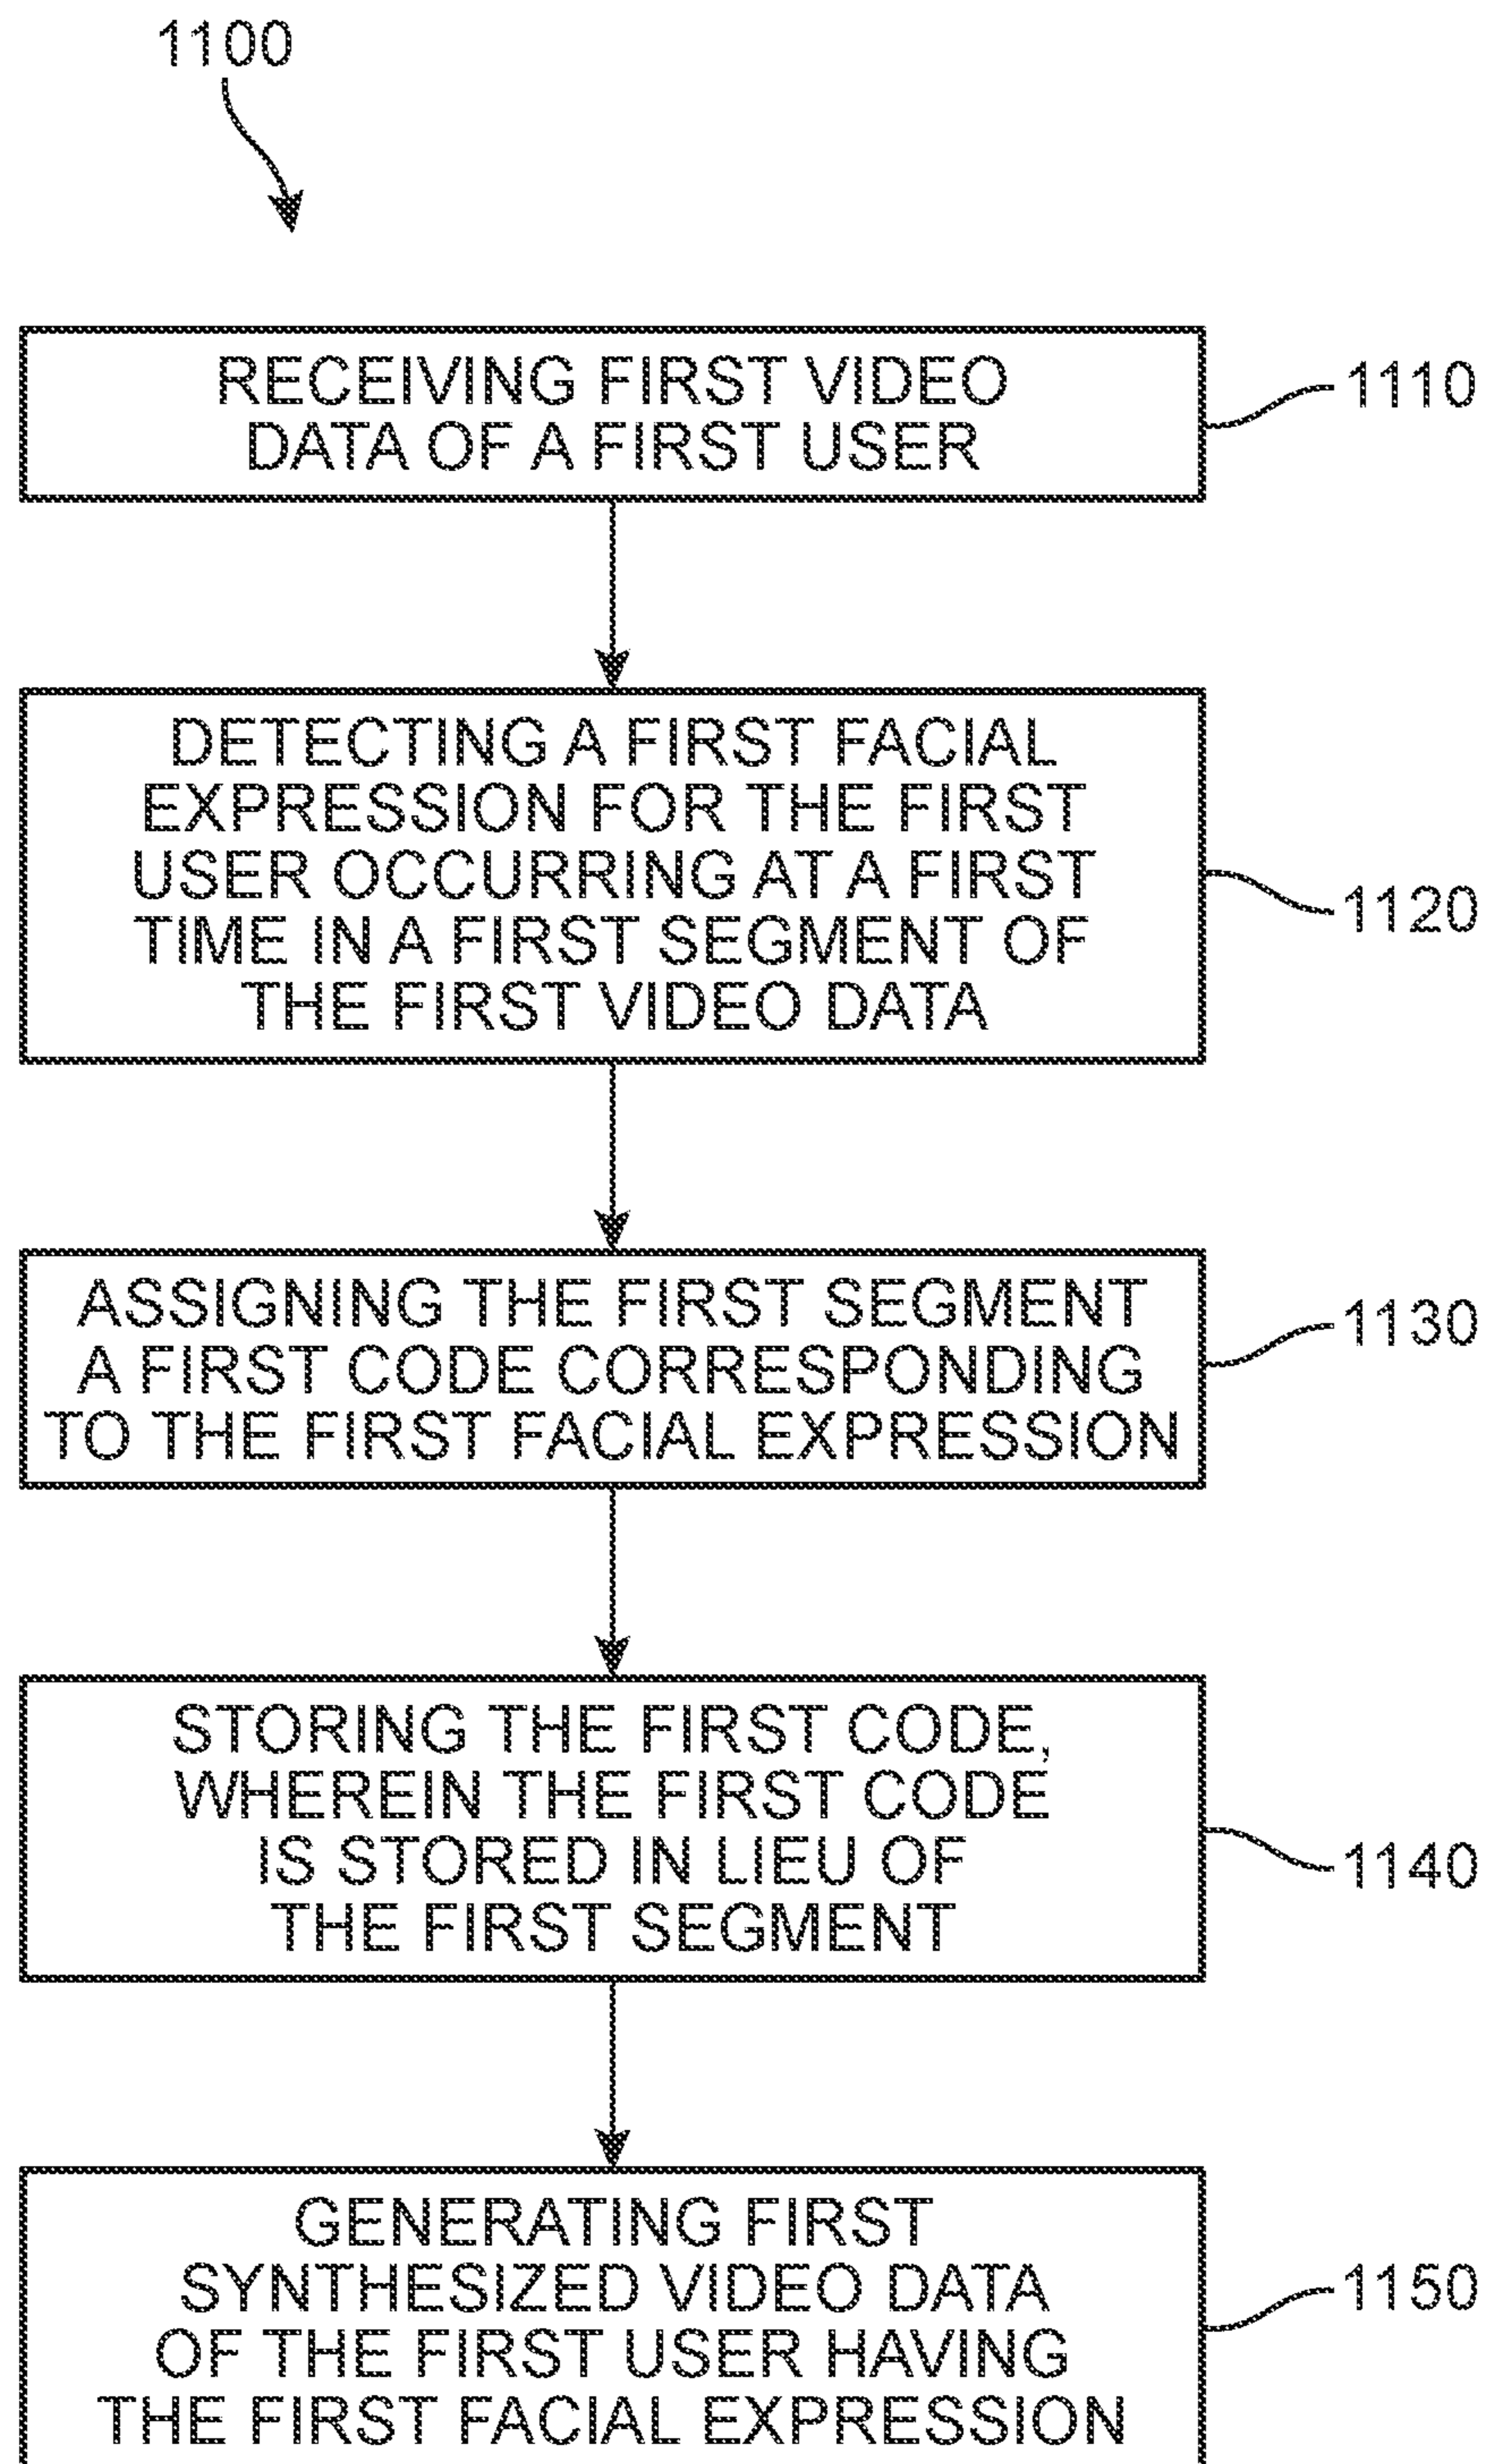 1100
RECEIVING FIRST VIDEO
DATA OF A FIRST USER
1110
DETECTING A FIRST FACIAL
EXPRESSION FOR THE FIRST
USER OCCURRING AT A FIRST
TIME IN A FIRST SEGMENT OF
THE FIRST VIDEO DATA
1120
ASSIGNING THE FIRST SEGMENT
A FIRST CODE CORRESPONDING
TO THE FIRST FACIAL EXPRESSION
1130
STORING THE FIRST CODE,
WHEREIN THE FIRST CODE
IS STORED IN LIEU OF
THE FIRST SEGMENT
1140
GENERATING FIRST
SYNTHESIZED VIDEO DATA
OF THE FIRST USER HAVING
THE FIRST FACIAL EXPRESSION
1150